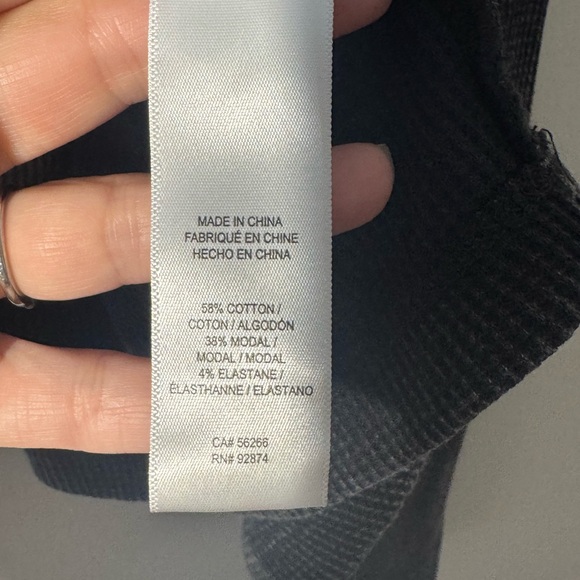 MADE IN CHINA
FABRIQUÉ EN CHINE
HECHO EN CHINA
58% COTTON /
COTON / ALGODÓN
38% MODAL /
MODAL / MODAL
4% ELASTANE /
ÉLASTHANNE / ELASTANO
CA# 56266
RN# 92874